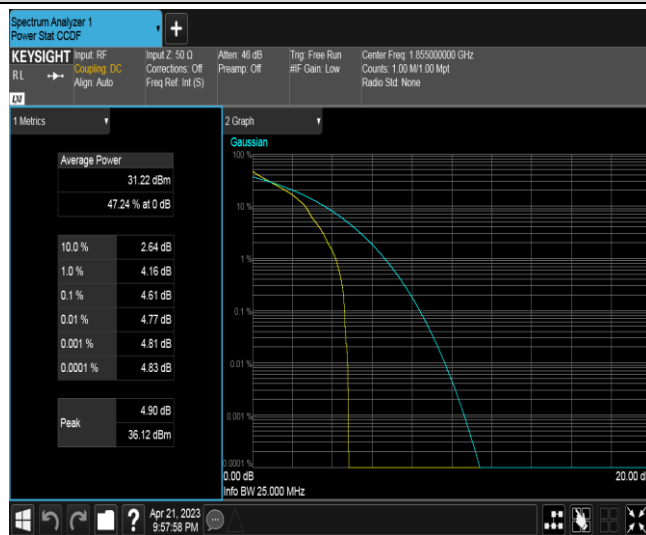 Spectrum Analyzer 1
Power Stat CCDF
+
KEYSIGHT
RL
LXI
Input: RF
Coupling: DC
Align: Auto
Input Z: 50 Ω
Corrections: Off
Freq Ref: Int (S)
Atten: 46 dB
Preamp: Off
Trig: Free Run
#IF Gain: Low
Center Freq: 1.855000000 GHz
Counts: 1.00 M/1.00 Mpt
Radio Std: None
1 Metrics
Average Power
31.22 dBm
47.24 % at 0 dB
10.0 % 2.64 dB
1.0 % 4.16 dB
0.1 % 4.61 dB
0.01 % 4.77 dB
0.001 % 4.81 dB
0.0001 % 4.83 dB
Peak 4.90 dB
36.12 dBm
2 Graph
Gaussian
100 %
10 %
1 %
0.1 %
0.01 %
0.001 %
0.0001 %
0.00 dB
20.00 d
Info BW 25.000 MHz
?
Apr 21, 2023
9:57:58 PM